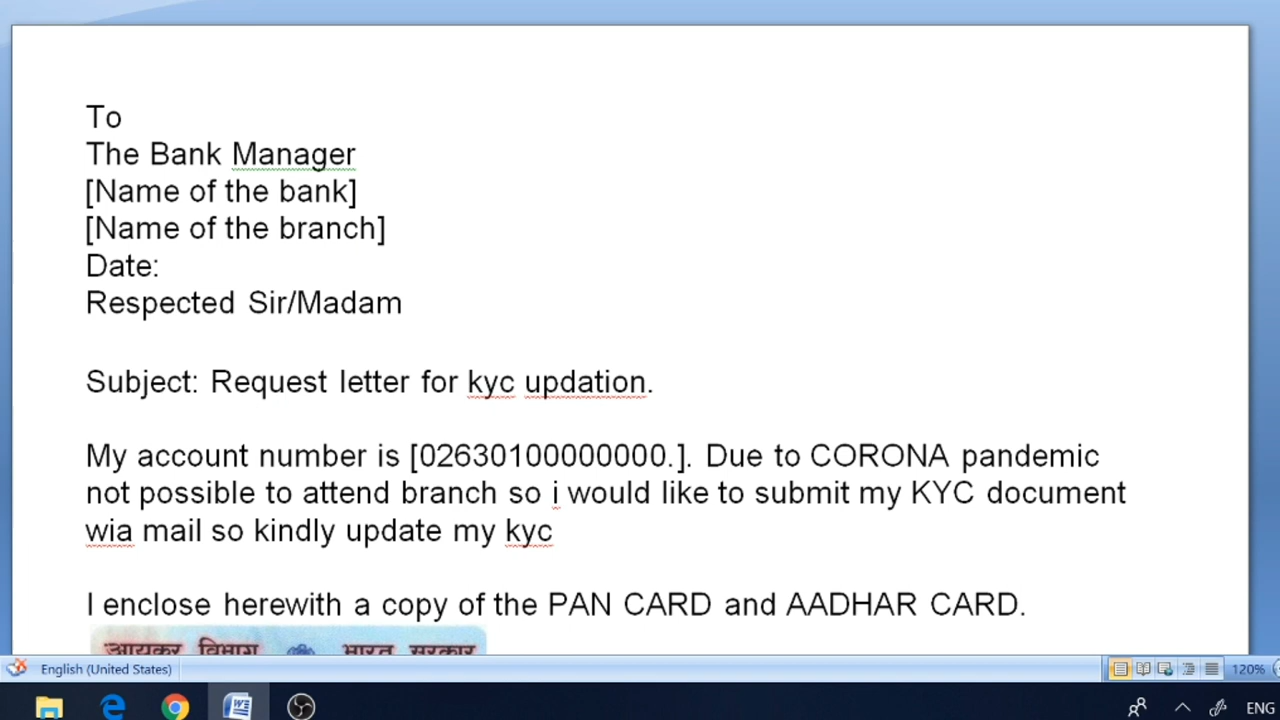 To
The Bank Manager
[Name of the bank]
[Name of the branch]
Date:
Respected Sir/Madam
Subject: Request letter for kyc updation.
My account number is [02630100000000.]. Due to CORONA pandemic
not possible to attend branch so i would like to submit my KYC document
wia mail so kindly update my kyc
I enclose herewith a copy of the PAN CARD and AADHAR CARD.
आयकर विभाग भारत सरकार
English (United States) 120%
ENG